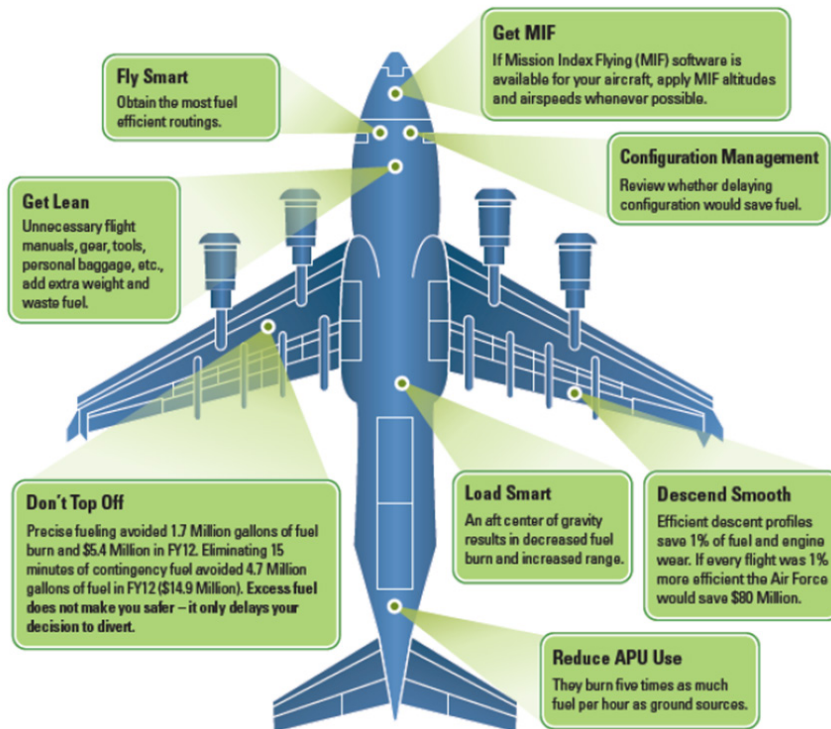 Get MIF
If Mission Index Flying (MIF) software is
available for your aircraft, apply MIF altitudes
and airspeeds whenever possible.
Fly Smart
Obtain the most fuel
efficient routings.
Configuration Management
Review whether delaying
configuration would save fuel.
Get Lean
Unnecessary flight
manuals, gear, tools,
personal baggage, etc.,
add extra weight and
waste fuel.
Don't Top Off
Precise fueling avoided 1.7 Million gallons of fuel
burn and $5.4 Million in FY12. Eliminating 15
minutes of contingency fuel avoided 4.7 Million
gallons of fuel in FY12 ($14.9 Million). Excess fuel
does not make you safer – it only delays your
decision to divert.
Load Smart
An aft center of gravity
results in decreased fuel
burn and increased range.
Descend Smooth
Efficient descent profiles
save 1% of fuel and engine
wear. If every flight was 1%
more efficient the Air Force
would save $80 Million.
Reduce APU Use
They burn five times as much
fuel per hour as ground sources.